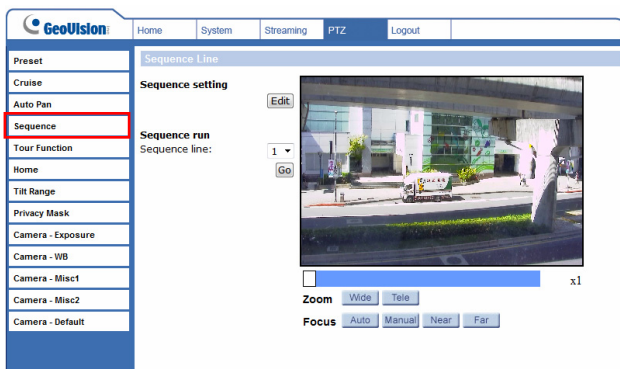 GeoVision
Home System Streaming PTZ Logout
Preset
Cruise
Auto Pan
Sequence
Tour Function
Home
Tilt Range
Privacy Mask
Camera - Exposure
Camera - WB
Camera - Misc1
Camera - Misc2
Camera - Default
Sequence Line
Sequence setting
Edit
Sequence run
Sequence line: 1
Go
x1
Zoom Wide Tele
Focus Auto Manual Near Far